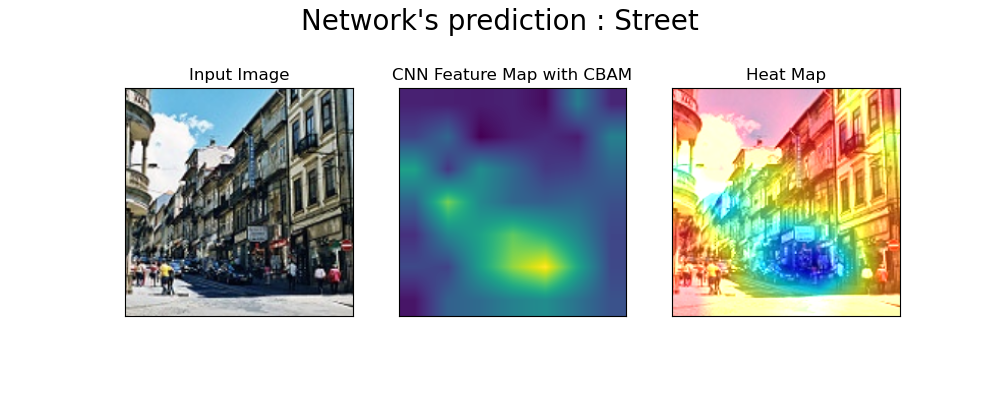 Network's prediction : Street
Input Image
CNN Feature Map with CBAM
Heat Map